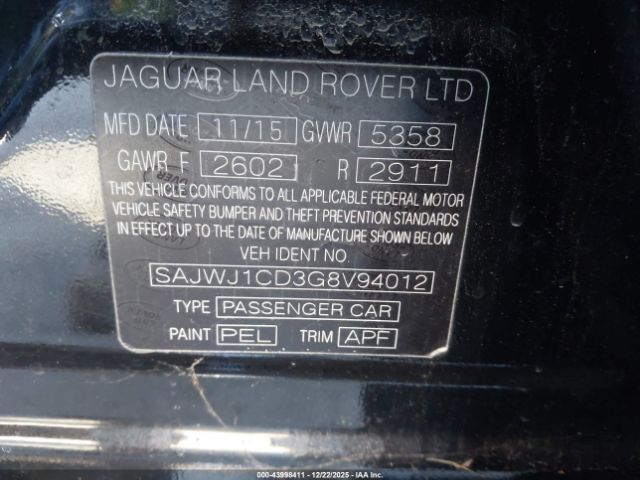 JAGUAR LAND ROVER LTD
MFD DATE 11/15 GVWR 5358
GAWR F 2602 R 2911
THIS VEHICLE CONFORMS TO ALL APPLICABLE FEDERAL MOTOR
VEHICLE SAFETY BUMPER AND THEFT PREVENTION STANDARDS
IN EFFECT UP TO THE DATE OF MANUFACTURE SHOWN BELOW
VEH IDENT NO.
SAJWJ1CD3G8V94012
TYPE PASSENGER CAR
PAINT PEL TRIM APF
000-43998411 - 12/22/2025 - COPYRIGHT IAA